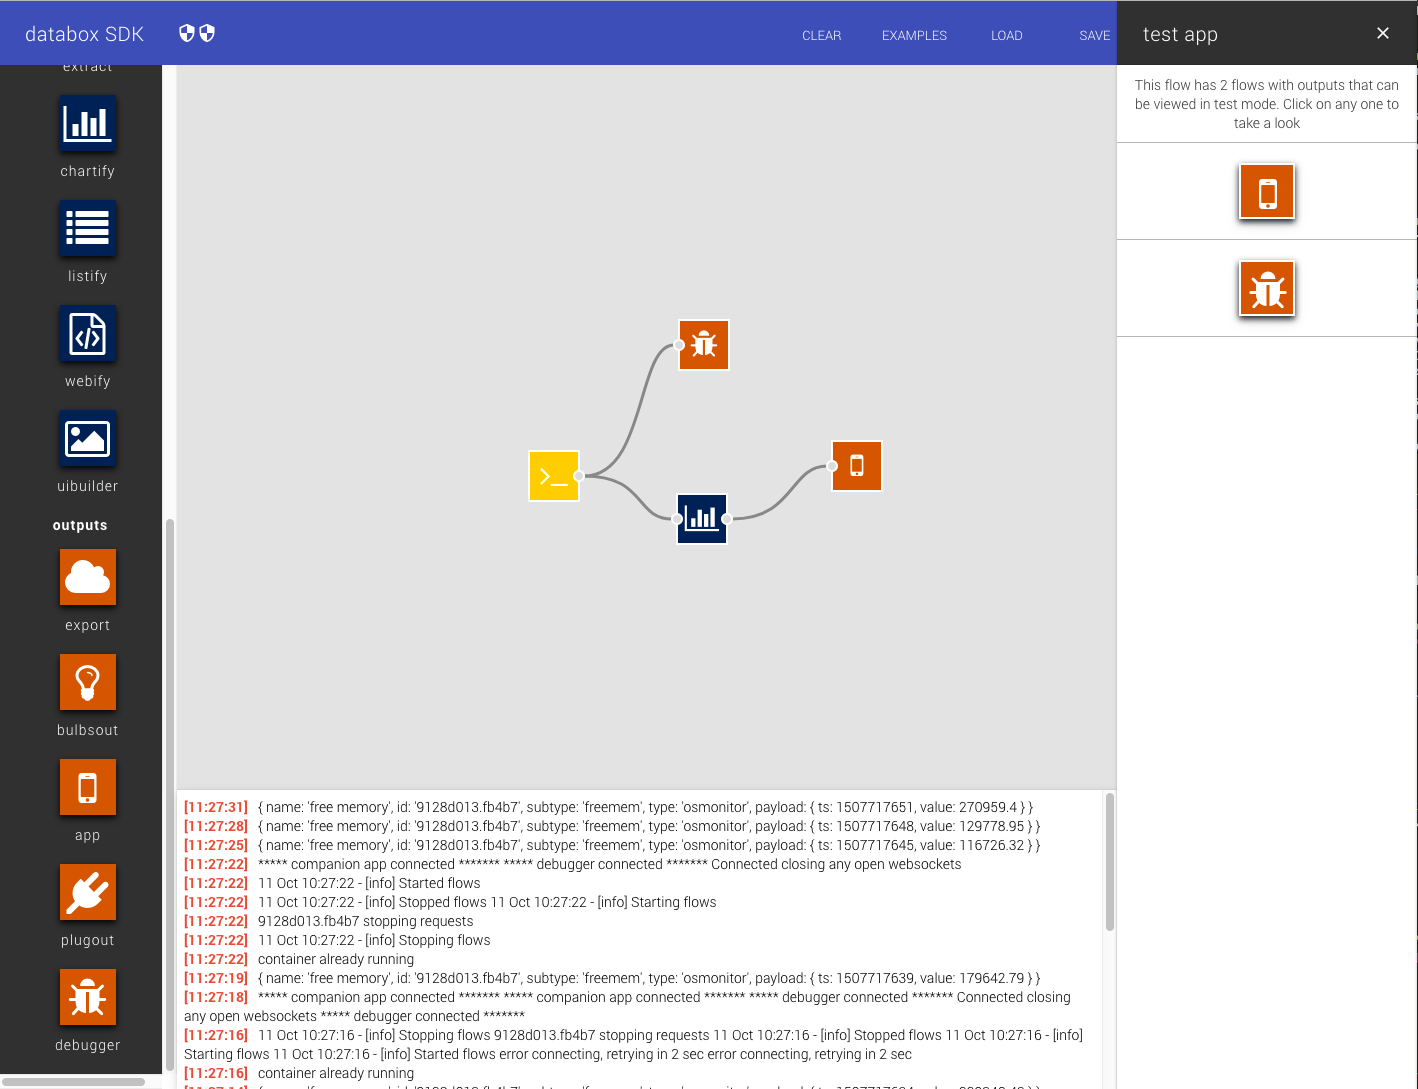 databox SDK
CLEAR
EXAMPLES
LOAD
SAVE
test app
extract
chartify
listify
webify
uibuilder
outputs
export
bulbsout
app
plugout
debugger
This flow has 2 flows with outputs that can
be viewed in test mode. Click on any one to
take a look
[11:27:31] { name: 'free memory', id: '9128d013.fb4b7', subtype: 'freemem', type: 'osmonitor', payload: { ts: 1507717651, value: 270959.4 } }
[11:27:28] { name: 'free memory', id: '9128d013.fb4b7', subtype: 'freemem', type: 'osmonitor', payload: { ts: 1507717648, value: 129778.95 } }
[11:27:25] { name: 'free memory', id: '9128d013.fb4b7', subtype: 'freemem', type: 'osmonitor', payload: { ts: 1507717645, value: 116726.32 } }
[11:27:22] ***** companion app connected ******* ***** debugger connected ******* Connected closing any open websockets
[11:27:22] 11 Oct 10:27:22 - [info] Started flows
[11:27:22] 11 Oct 10:27:22 - [info] Stopped flows 11 Oct 10:27:22 - [info] Starting flows
[11:27:22] 9128d013.fb4b7 stopping requests
[11:27:22] 11 Oct 10:27:22 - [info] Stopping flows
[11:27:22] container already running
[11:27:19] { name: 'free memory', id: '9128d013.fb4b7', subtype: 'freemem', type: 'osmonitor', payload: { ts: 1507717639, value: 179642.79 } }
[11:27:18] ***** companion app connected ******* ***** companion app connected ******* ***** debugger connected ******* Connected closing
any open websockets ***** debugger connected *******
[11:27:16] 11 Oct 10:27:16 - [info] Stopping flows 9128d013.fb4b7 stopping requests 11 Oct 10:27:16 - [info] Stopped flows 11 Oct 10:27:16 - [info]
Starting flows 11 Oct 10:27:16 - [info] Started flows error connecting, retrying in 2 sec error connecting, retrying in 2 sec
[11:27:16] container already running